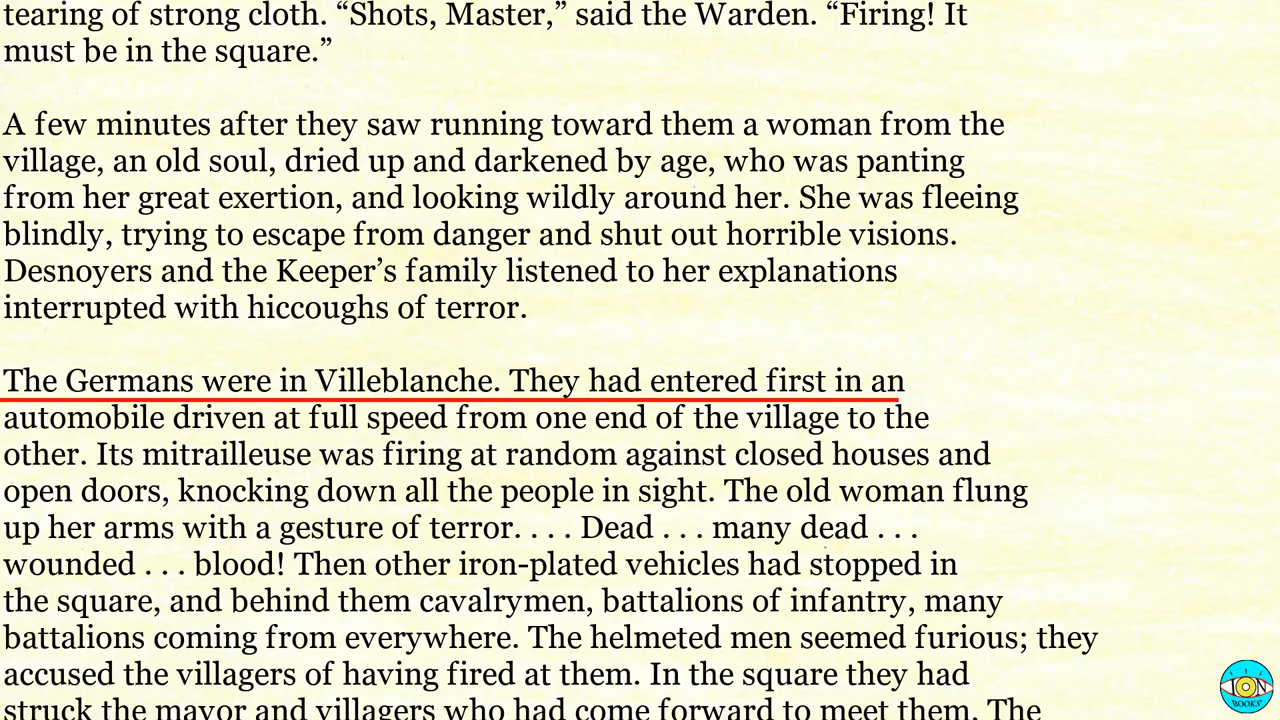 tearing of strong cloth. “Shots, Master,” said the Warden. “Firing! It
must be in the square.”
A few minutes after they saw running toward them a woman from the
village, an old soul, dried up and darkened by age, who was panting
from her great exertion, and looking wildly around her. She was fleeing
blindly, trying to escape from danger and shut out horrible visions.
Desnoyers and the Keeper’s family listened to her explanations
interrupted with hiccoughs of terror.
The Germans were in Villeblanche. They had entered first in an
automobile driven at full speed from one end of the village to the
other. Its mitrailleuse was firing at random against closed houses and
open doors, knocking down all the people in sight. The old woman flung
up her arms with a gesture of terror. . . . Dead . . . many dead . . .
wounded . . . blood! Then other iron-plated vehicles had stopped in
the square, and behind them cavalrymen, battalions of infantry, many
battalions coming from everywhere. The helmeted men seemed furious; they
accused the villagers of having fired at them. In the square they had
struck the mayor and villagers who had come forward to meet them. The
ION
BOOKS